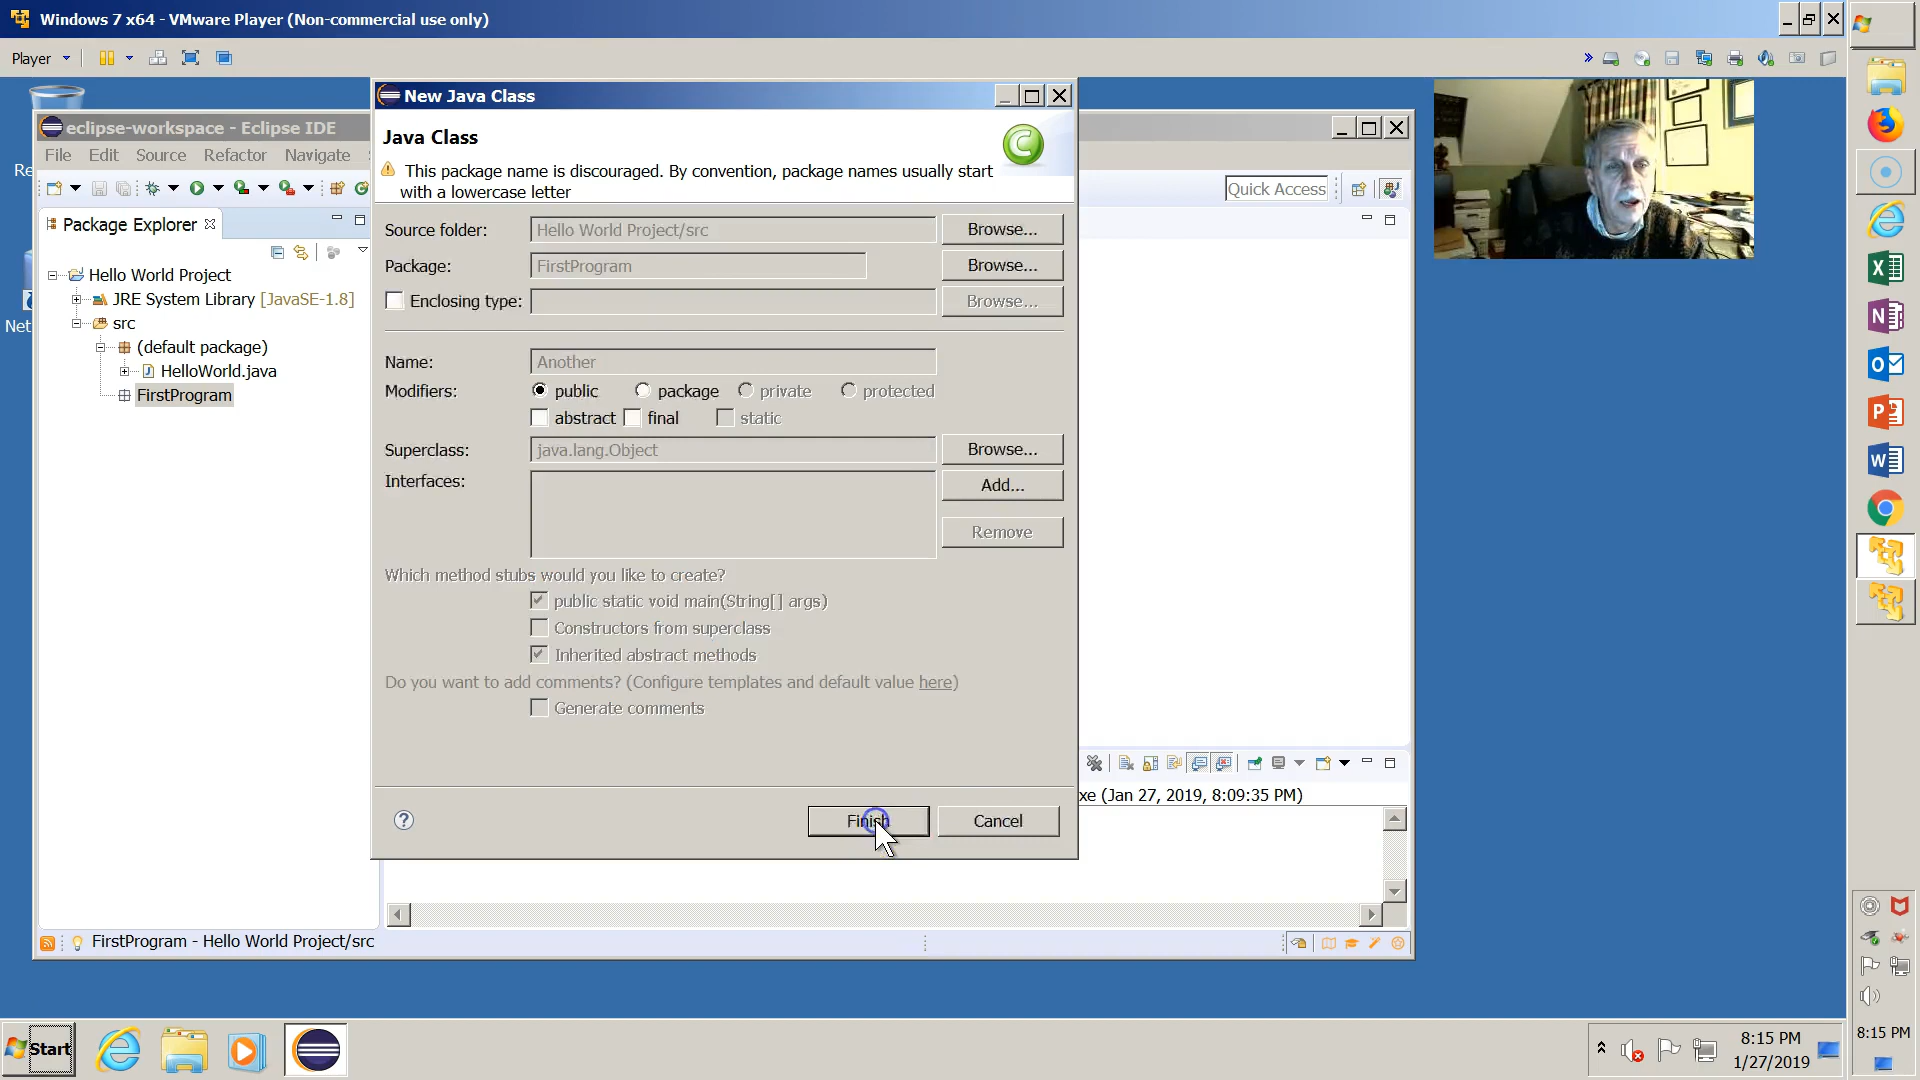 Windows 7 x64 - VMware Player (Non-commercial use only)
Player
»
Re
Net
eclipse-workspace - Eclipse IDE
File Edit Source Refactor Navigate
Quick Access
Package Explorer
Hello World Project
JRE System Library [JavaSE-1.8]
src
(default package)
HelloWorld.java
FirstProgram
New Java Class
Java Class
This package name is discouraged. By convention, package names usually start
with a lowercase letter
Source folder: Hello World Project/src Browse...
Package: FirstProgram Browse...
Enclosing type: Browse...
Name: Another
Modifiers: public package private protected
abstract final static
Superclass: java.lang.Object Browse...
Interfaces: Add...
Remove
Which method stubs would you like to create?
public static void main(String[] args)
Constructors from superclass
Inherited abstract methods
Do you want to add comments? (Configure templates and default value here)
Generate comments
Finish Cancel
xe (Jan 27, 2019, 8:09:35 PM)
FirstProgram - Hello World Project/src
Start
8:15 PM
1/27/2019
8:15 PM